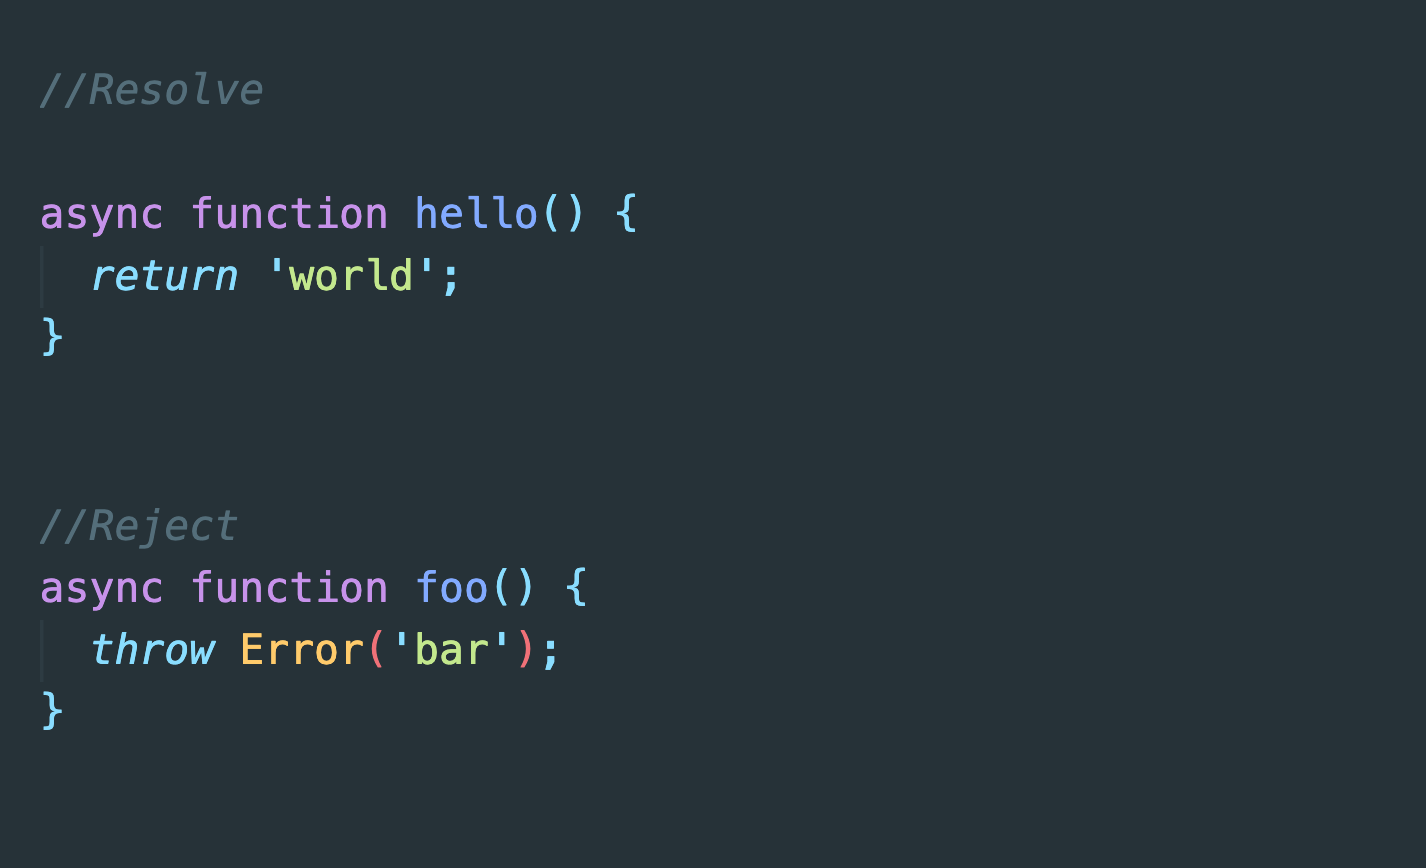 //Resolve
async function hello() {
  return 'world';
}
//Reject
async function foo() {
  throw Error('bar');
}